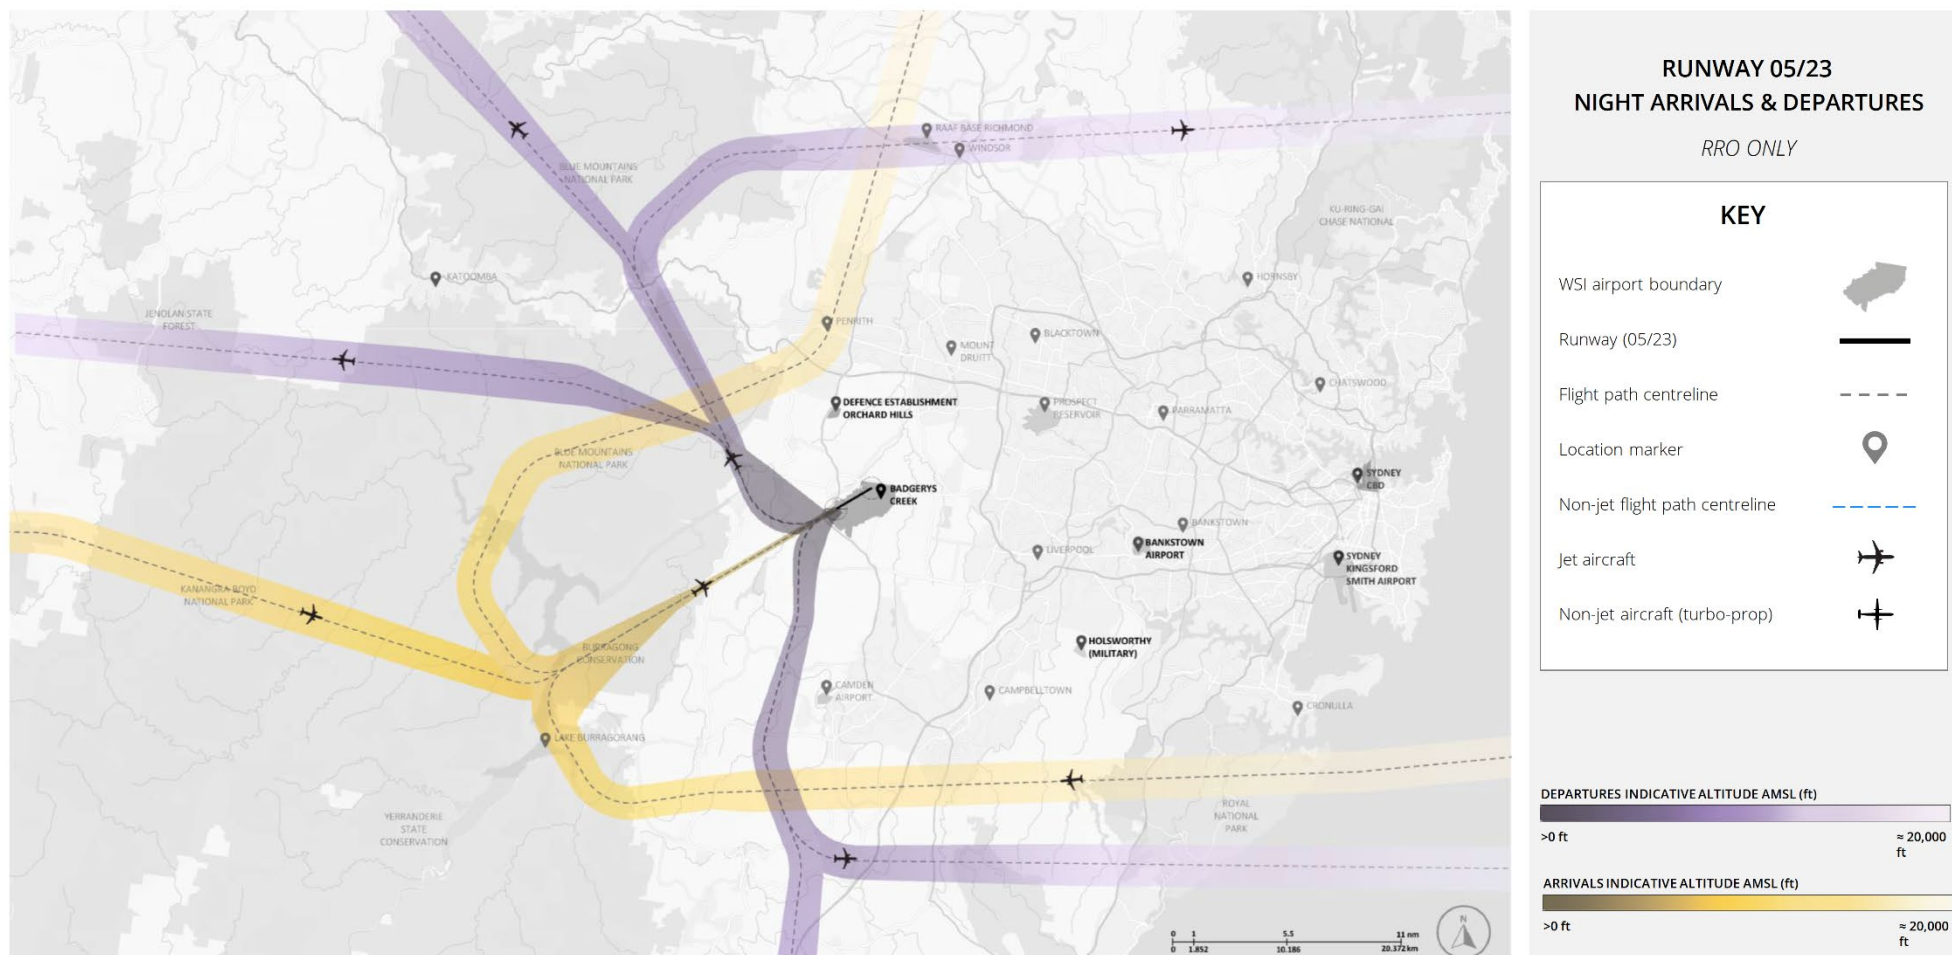 RAAF BASE RICHMOND
WINDSOR
BLUE MOUNTAINS
NATIONAL PARK
KU-RING-GAI
CHASE NATIONAL
KATOOMBA
HORNSBY
JENOLAN STATE
FOREST
PENRITH
BLACKTOWN
MOUNT
DRUITT
CHATSWOOD
DEFENCE ESTABLISHMENT
ORCHARD HILLS
PROSPECT
RESERVOIR
PARRAMATTA
BLUE MOUNTAINS
NATIONAL PARK
SYDNEY
CBD
BADGERYS
CREEK
BANKSTOWN
BANKSTOWN
AIRPORT
LIVERPOOL
SYDNEY
KINGSFORD
SMITH AIRPORT
KANANGRA-BOYD
NATIONAL PARK
BURRAGONG
CONSERVATION
HOLSWORTHY
(MILITARY)
CAMDEN
AIRPORT
CAMPBELLTOWN
CRONULLA
LAKE BURRAGORANG
YERRANDERIE
STATE
CONSERVATION
ROYAL
NATIONAL
PARK
0 1 5.5 11 nm
0 1.852 10.186 20.372km
N
RUNWAY 05/23
NIGHT ARRIVALS & DEPARTURES
RRO ONLY
KEY
WSI airport boundary
Runway (05/23)
Flight path centreline
Location marker
Non-jet flight path centreline
Jet aircraft
Non-jet aircraft (turbo-prop)
DEPARTURES INDICATIVE ALTITUDE AMSL (ft)
>0 ft ≈ 20,000
ft
ARRIVALS INDICATIVE ALTITUDE AMSL (ft)
>0 ft ≈ 20,000
ft